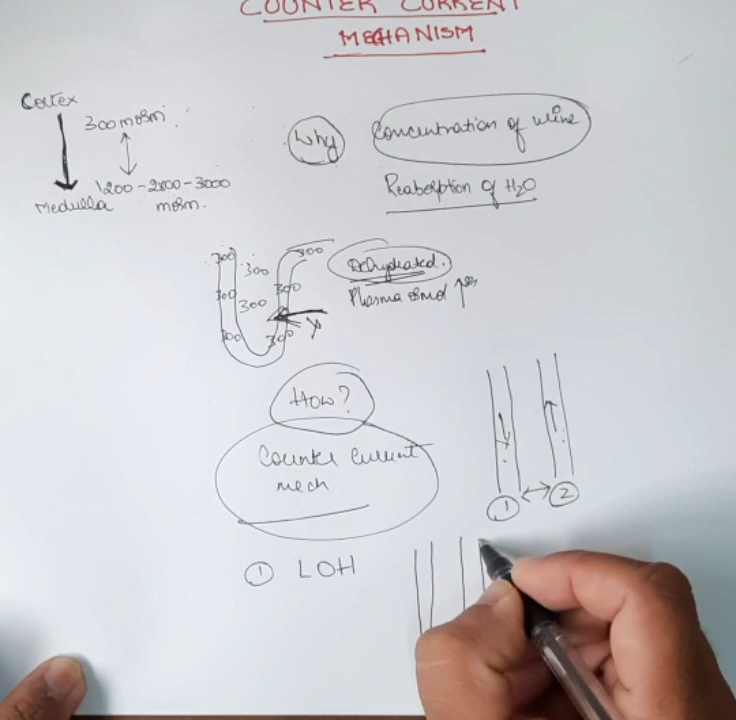 COUNTER CURRENT
MECHANISM
Cortex
300 mosm.
1200-2000-3000
Medulla mosm.
Why
Concentration of urine
Reabsorption of H2O
300 300 300
Dehydrated.
300 300 300
Plasma osmol ↑es
300 300
How?
Counter Current
mech
① ↔ ②
① LOH